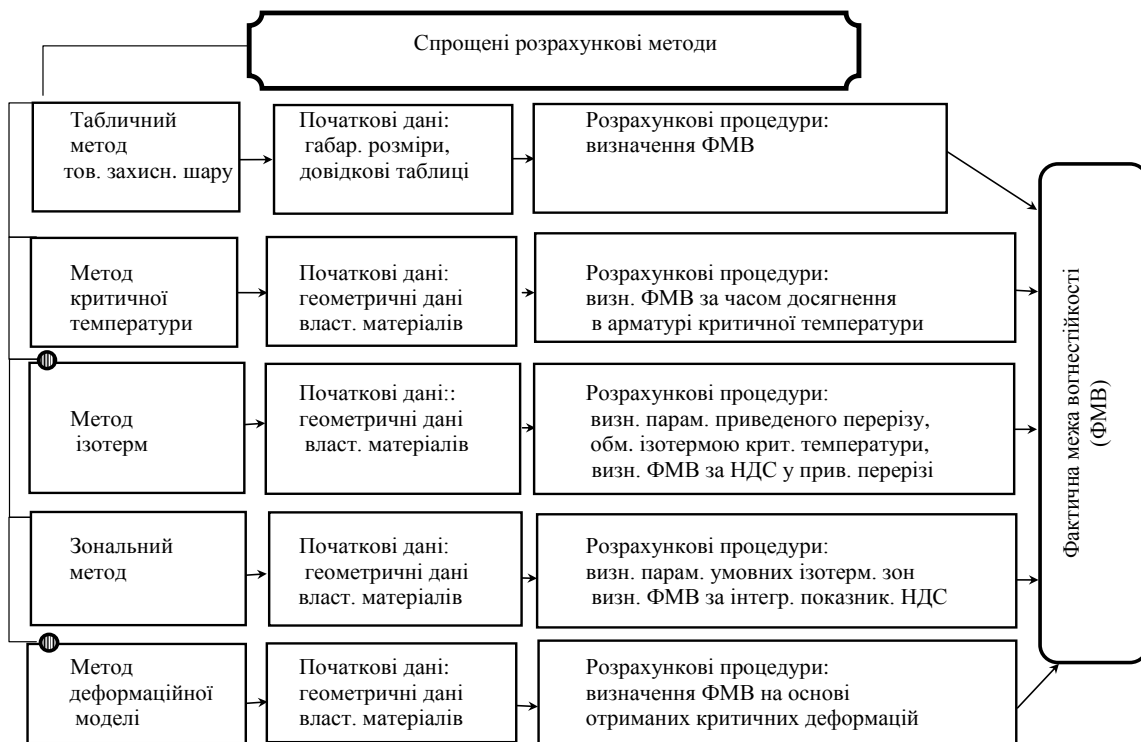 Спрощені розрахункові методи
Табличний
метод
тов. захисн. шару
Початкові дані:
габар. розміри,
довідкові таблиці
Розрахункові процедури:
визначення ФМВ
Метод
критичної
температури
Початкові дані:
геометричні дані
власт. матеріалів
Розрахункові процедури:
визн. ФМВ за часом досягнення
в арматурі критичної температури
Метод
ізотерм
Початкові дані::
геометричні дані
власт. матеріалів
Розрахункові процедури:
визн. парам. приведеного перерізу,
обм. ізотермою крит. температури,
визн. ФМВ за НДС у прив. перерізі
Зональний
метод
Початкові дані:
геометричні дані
власт. матеріалів
Розрахункові процедури:
визн. парам. умовних ізотерм. зон
визн. ФМВ за інтегр. показник. НДС
Метод
деформаційної
моделі
Початкові дані:
геометричні дані
власт. матеріалів
Розрахункові процедури:
визначення ФМВ на основі
отриманих критичних деформацій
Фактична межа вогнестійкості
(ФМВ)